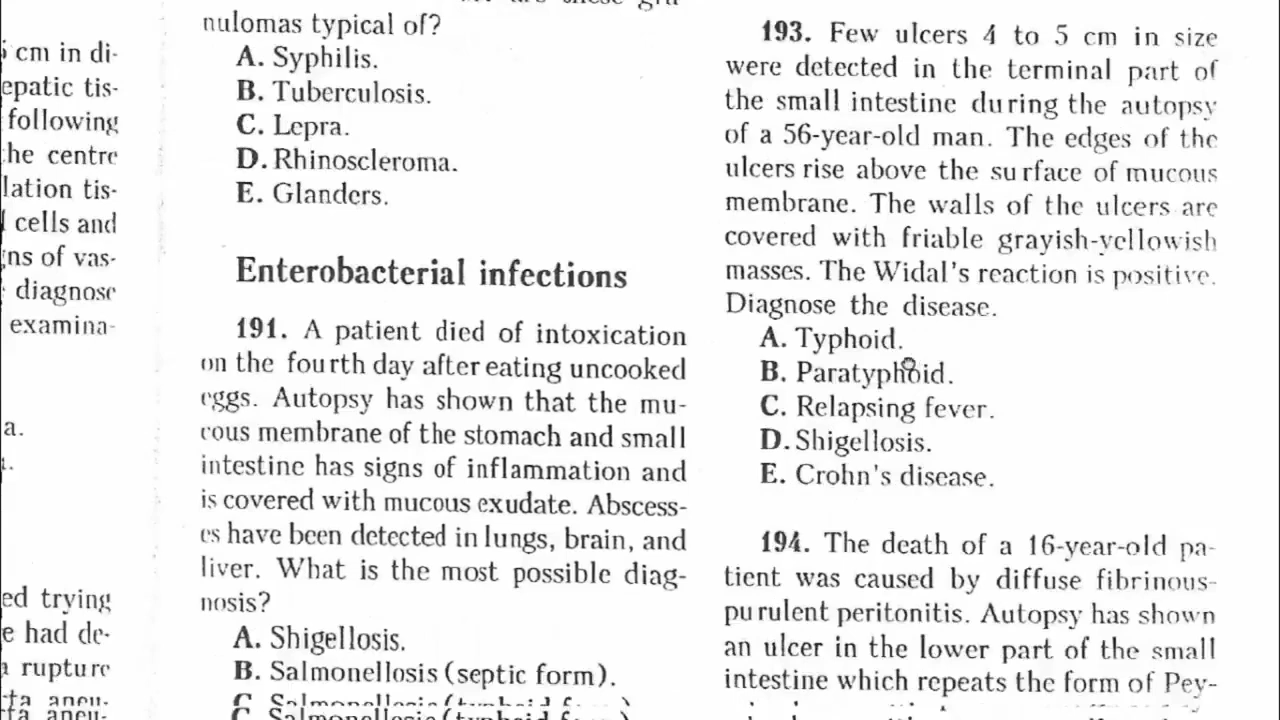 5 cm in di-
epatic tis-
following
he centre
lation tis-
cells and
ns of vas-
diagnose
examina-
a.
ed trying
e had de-
rupture
nulomas typical of?
A. Syphilis.
B. Tuberculosis.
C. Lepra.
D. Rhinoscleroma.
E. Glanders.
Enterobacterial infections
191. A patient died of intoxication
on the fourth day after eating uncooked
eggs. Autopsy has shown that the mu-
cous membrane of the stomach and small
intestine has signs of inflammation and
is covered with mucous exudate. Abscess-
es have been detected in lungs, brain, and
liver. What is the most possible diag-
nosis?
A. Shigellosis.
B. Salmonellosis (septic form).
C. Salmonellosis
193. Few ulcers 4 to 5 cm in size
were detected in the terminal part of
the small intestine during the autopsy
of a 56-year-old man. The edges of the
ulcers rise above the surface of mucous
membrane. The walls of the ulcers are
covered with friable grayish-yellowish
masses. The Widal's reaction is positive.
Diagnose the disease.
A. Typhoid.
B. Paratyphoid.
C. Relapsing fever.
D. Shigellosis.
E. Crohn's disease.
194. The death of a 16-year-old pa-
tient was caused by diffuse fibrinous-
purulent peritonitis. Autopsy has shown
an ulcer in the lower part of the small
intestine which repeats the form of Pey-